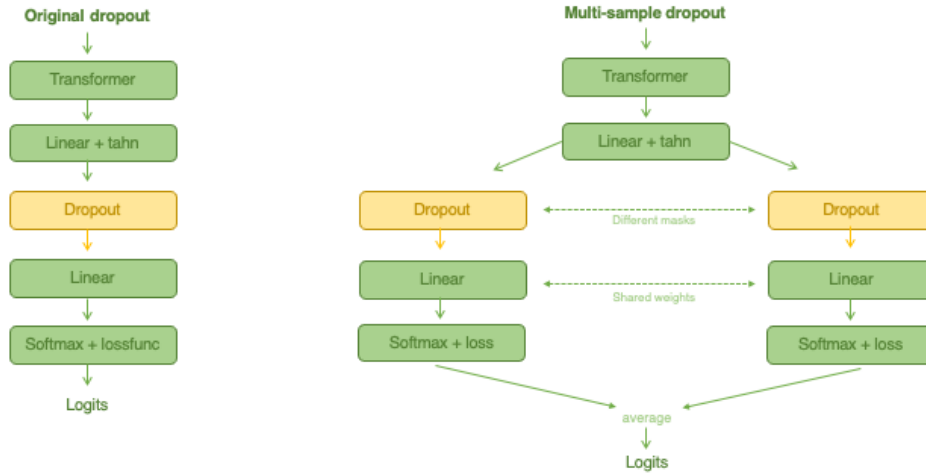 Original dropout
Transformer
Linear + tahn
Dropout
Linear
Softmax + lossfunc
Logits
Multi-sample dropout
Transformer
Linear + tahn
Dropout
Different masks
Dropout
Linear
Shared weights
Linear
Softmax + loss
Softmax + loss
average
Logits